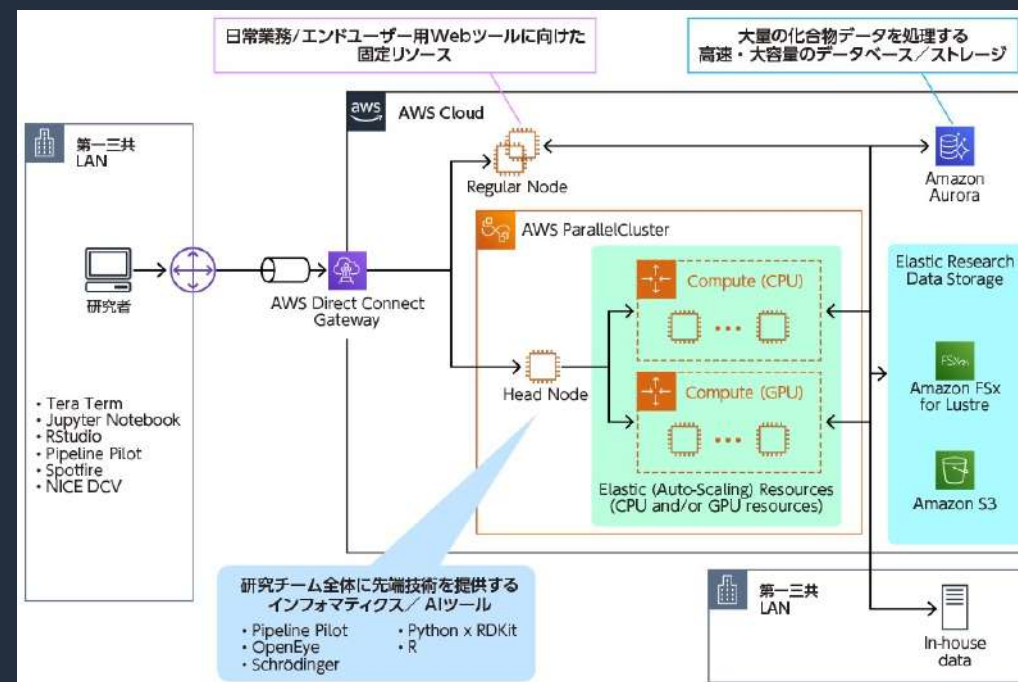 日常業務/エンドユーザー用Webツールに向けた
固定リソース
大量の化合物データを処理する
高速・大容量のデータベース／ストレージ
aws
AWS Cloud
第一三共
LAN
研究者
AWS Direct Connect
Gateway
Regular Node
Amazon
Aurora
AWS ParallelCluster
Compute (CPU)
Compute (GPU)
Head Node
Elastic (Auto-Scaling) Resources
(CPU and/or GPU resources)
Elastic Research
Data Storage
FSxm
Amazon FSx
for Lustre
Amazon S3
・Tera Term
・Jupyter Notebook
・RStudio
・Pipeline Pilot
・Spotfire
・NICE DCV
研究チーム全体に先端技術を提供する
インフォマティクス／AIツール
・Pipeline Pilot
・OpenEye
・Schrödinger
・Python x RDKit
・R
第一三共
LAN
In-house
data